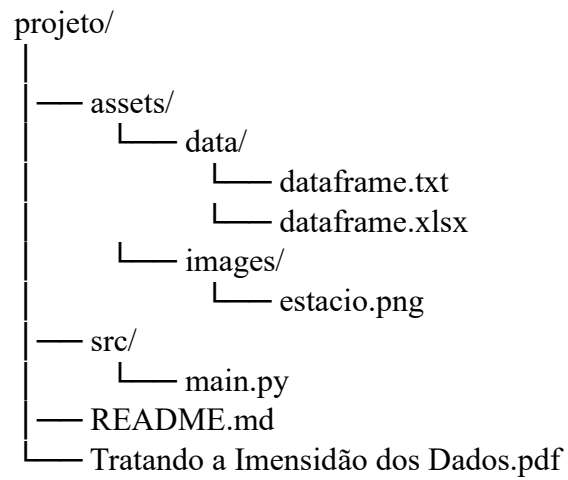 projeto/
assets/
data/
dataframe.txt
dataframe.xlsx
images/
estacio.png
src/
main.py
README.md
Tratando a Imensidão dos Dados.pdf